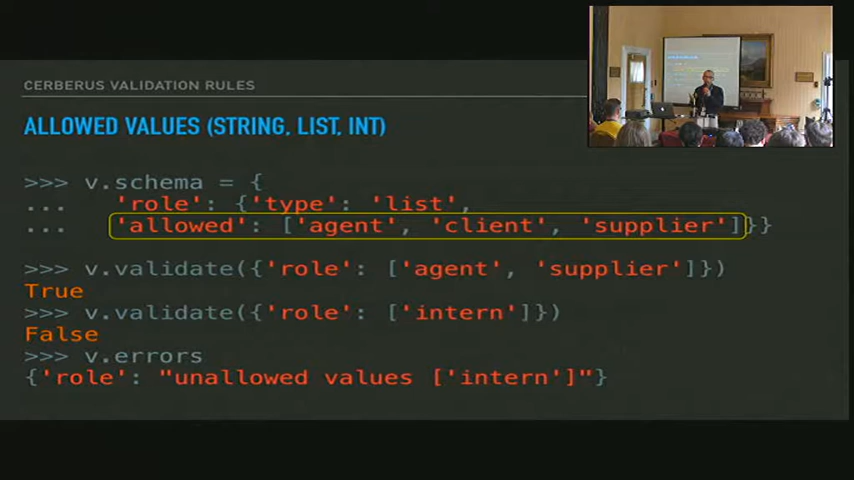 CERBERUS VALIDATION RULES
ALLOWED VALUES (STRING, LIST, INT)
>>> v.schema = {
...     'role': {'type': 'list',
...     'allowed': ['agent', 'client', 'supplier']}}
>>> v.validate({'role': ['agent', 'supplier']})
True
>>> v.validate({'role': ['intern']})
False
>>> v.errors
{'role': "unallowed values ['intern']"}